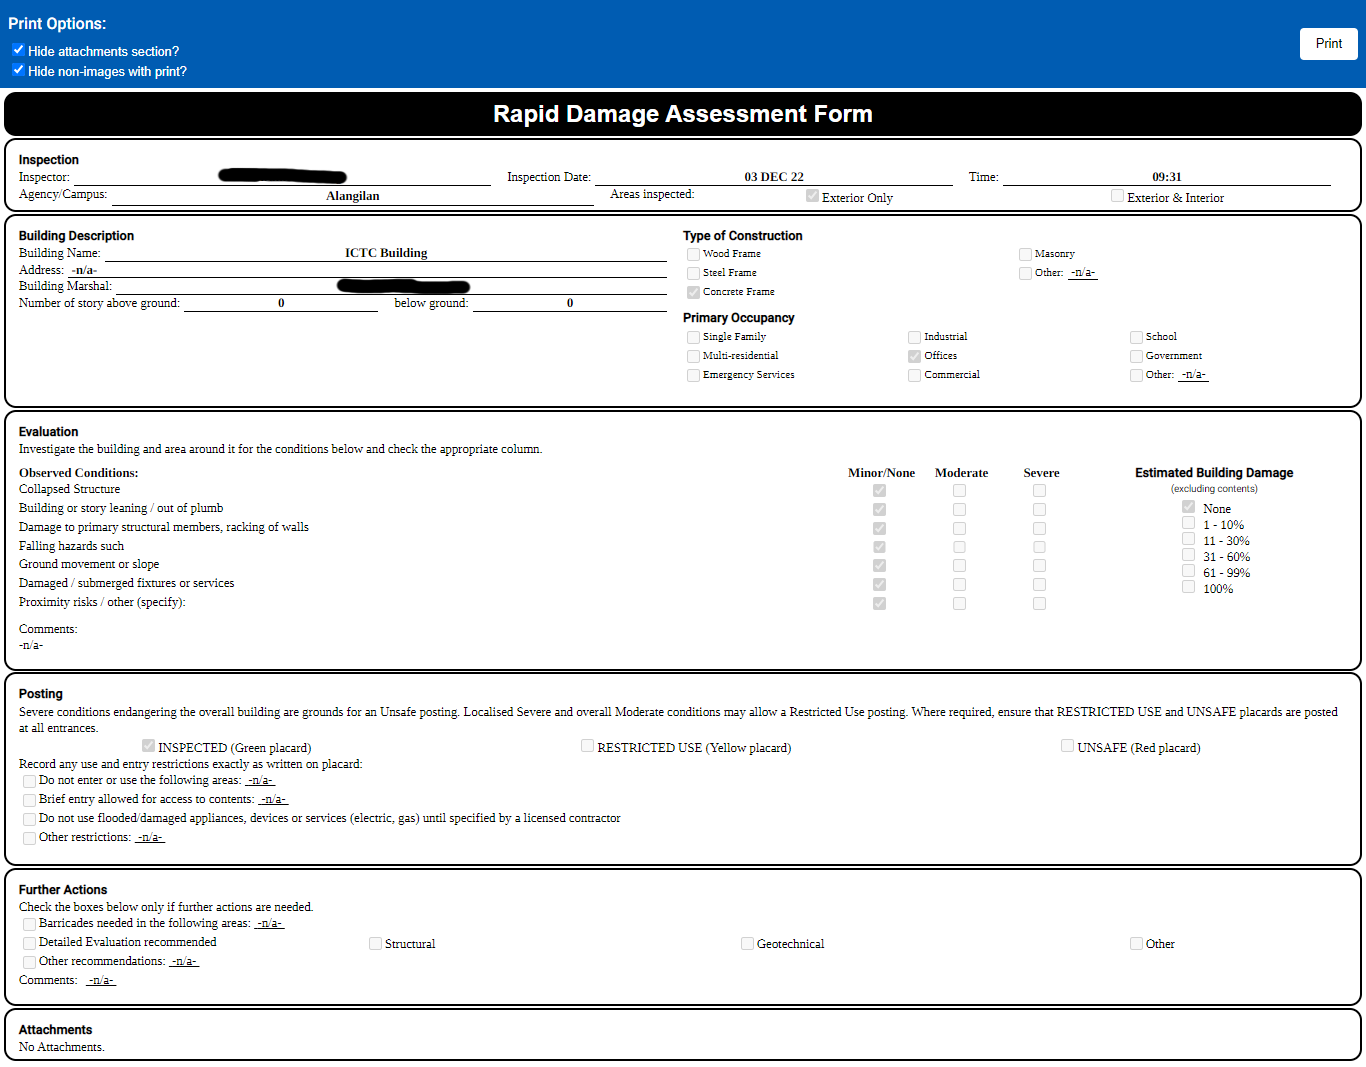 Print Options:
Hide attachments section?
Hide non-images with print?
Print
Rapid Damage Assessment Form
Inspection
Inspector: Inspection Date: 03 DEC 22 Time: 09:31
Agency/Campus: Alangilan Areas inspected: Exterior Only Exterior & Interior
Building Description
Building Name: ICTC Building
Address: -n/a-
Building Marshal:
Number of story above ground: 0 below ground: 0
Type of Construction
Wood Frame Masonry
Steel Frame Other: -n/a-
Concrete Frame
Primary Occupancy
Single Family Industrial School
Multi-residential Offices Government
Emergency Services Commercial Other: -n/a-
Evaluation
Investigate the building and area around it for the conditions below and check the appropriate column.
Observed Conditions: Minor/None Moderate Severe
Collapsed Structure
Building or story leaning / out of plumb
Damage to primary structural members, racking of walls
Falling hazards such
Ground movement or slope
Damaged / submerged fixtures or services
Proximity risks / other (specify):
Estimated Building Damage
(excluding contents)
None
1 - 10%
11 - 30%
31 - 60%
61 - 99%
100%
Comments:
-n/a-
Posting
Severe conditions endangering the overall building are grounds for an Unsafe posting. Localised Severe and overall Moderate conditions may allow a Restricted Use posting. Where required, ensure that RESTRICTED USE and UNSAFE placards are posted
at all entrances.
INSPECTED (Green placard) RESTRICTED USE (Yellow placard) UNSAFE (Red placard)
Record any use and entry restrictions exactly as written on placard:
Do not enter or use the following areas: -n/a-
Brief entry allowed for access to contents: -n/a-
Do not use flooded/damaged appliances, devices or services (electric, gas) until specified by a licensed contractor
Other restrictions: -n/a-
Further Actions
Check the boxes below only if further actions are needed.
Barricades needed in the following areas: -n/a-
Detailed Evaluation recommended Structural Geotechnical Other
Other recommendations: -n/a-
Comments: -n/a-
Attachments
No Attachments.